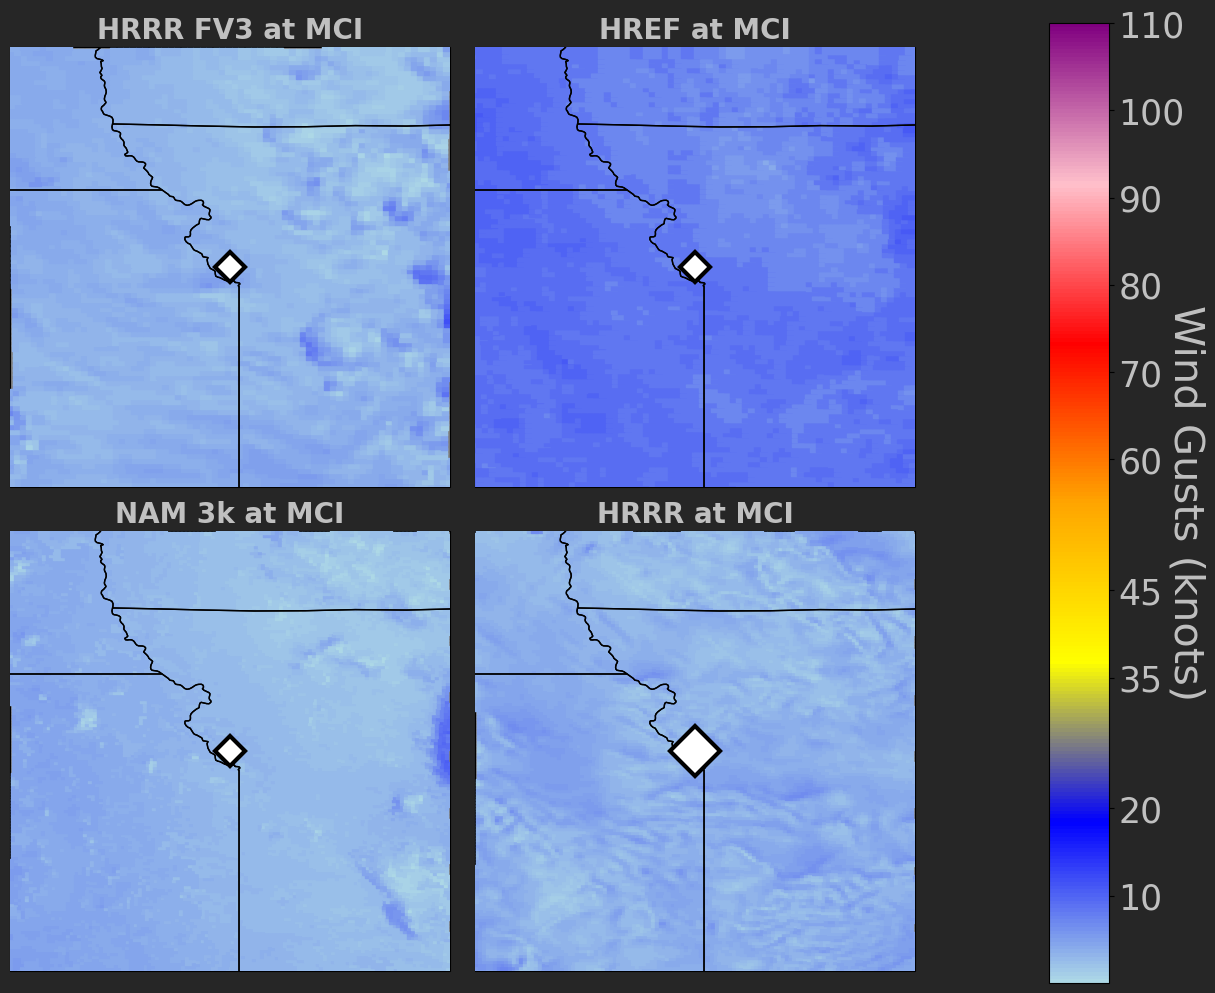 HRRR FV3 at MCI
HREF at MCI
NAM 3k at MCI
HRRR at MCI
110
100
90
80
70
60
45
35
20
10
Wind Gusts (knots)